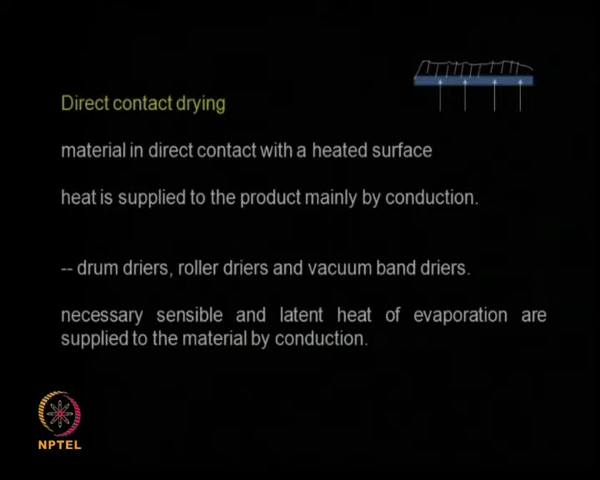 Direct contact drying
material in direct contact with a heated surface
heat is supplied to the product mainly by conduction.
-- drum driers, roller driers and vacuum band driers.
necessary sensible and latent heat of evaporation are
supplied to the material by conduction.
NPTEL